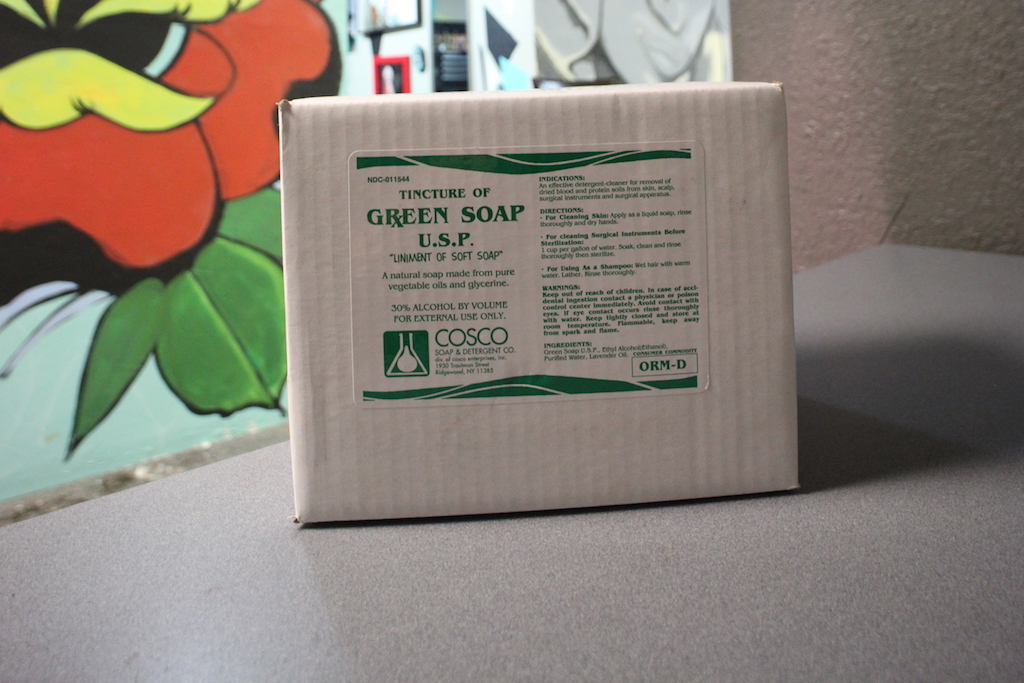 NDC-011544
TINCTURE OF
GREEN SOAP
U.S.P.
"LINIMENT OF SOFT SOAP"
A natural soap made from pure
vegetable oils and glycerine.
30% ALCOHOL BY VOLUME
FOR EXTERNAL USE ONLY.
COSCO
SOAP & DETERGENT CO.
div. of cosco enterprises, inc.
1930 Troutman Street
Ridgewood, NY 11385
INDICATIONS:
An effective detergent-cleaner for removal of
dried blood and protein soils from skin, scalp,
surgical instruments and surgical apparatus.
DIRECTIONS:
· For Cleaning Skin: Apply as a liquid soap, rinse
thoroughly and dry hands.
· For cleaning Surgical Instruments Before
Sterilization:
1 cup per gallon of water. Soak, clean and rinse
thoroughly then sterilize.
· For Using As a Shampoo: Wet hair with warm
water. Lather. Rinse thoroughly.
WARNINGS:
Keep out of reach of children. In case of acci-
dental ingestion contact a physician or poison
control center immediately. Avoid contact with
eyes. If eye contact occurs rinse thoroughly
with water. Keep tightly closed and store at
room temperature. Flammable, keep away
from spark and flame.
INGREDIENTS:
Green Soap U.S.P., Ethyl Alcohol(Ethanol),
Purified Water, Lavender Oil.
CONSUMER COMMODITY
ORM-D